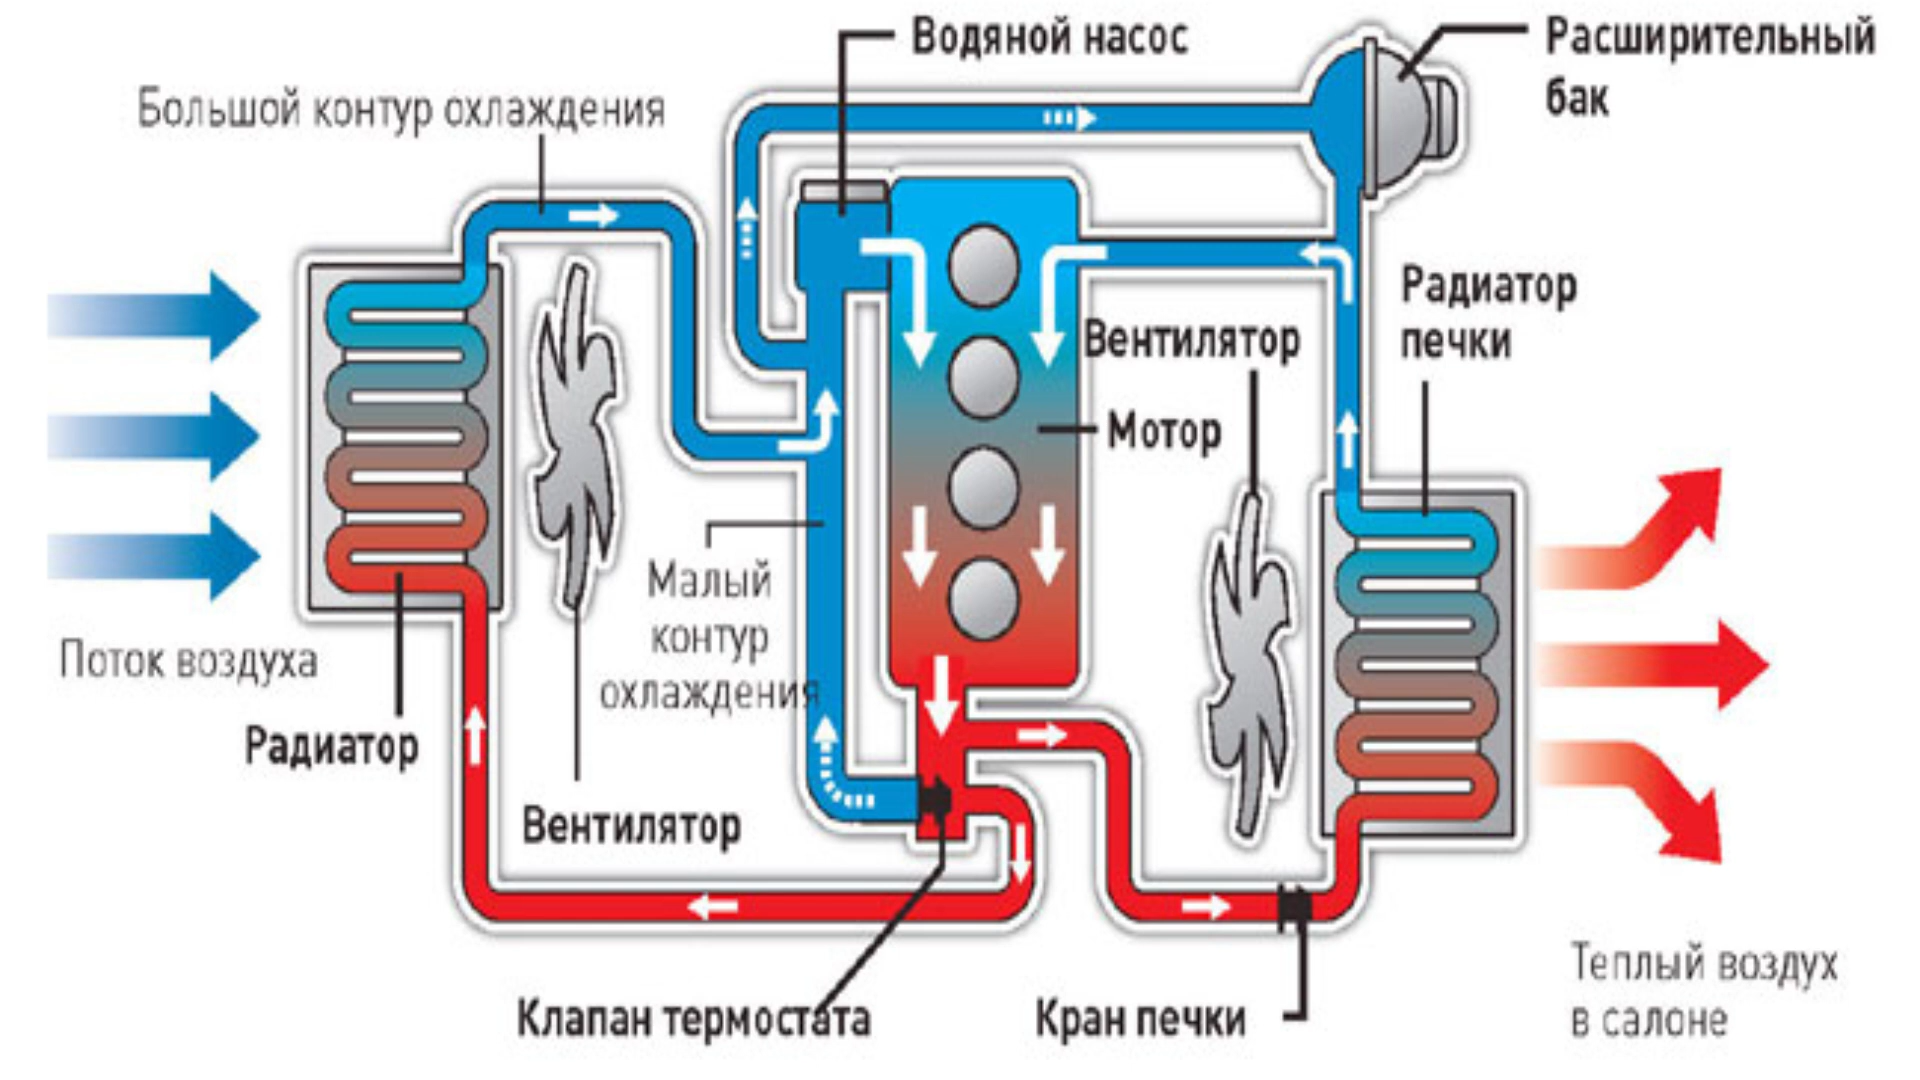 Водяной насос
Расширительный
бак
Большой контур охлаждения
Радиатор
печки
Вентилятор
Мотор
Малый
контур
охлаждения
Поток воздуха
Радиатор
Вентилятор
Теплый воздух
в салоне
Клапан термостата
Кран печки